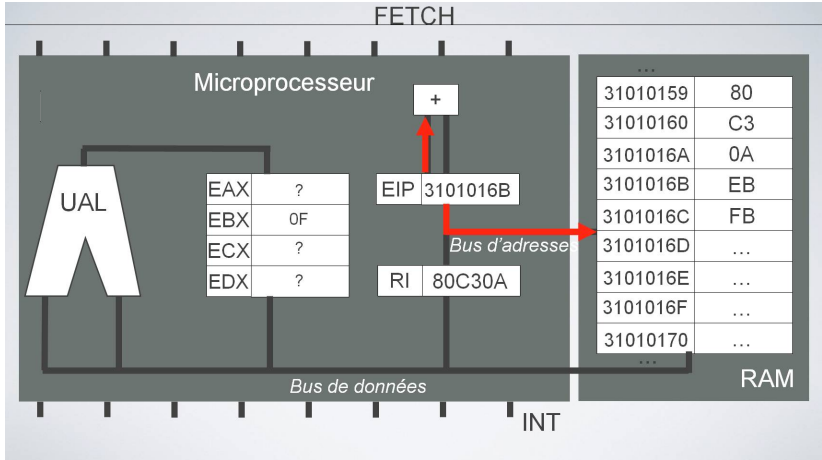 FETCH
Microprocesseur
+
UAL
EAX ?
EBX 0F
ECX ?
EDX ?
EIP 3101016B
Bus d'adresses
RI 80C30A
Bus de données
INT
...
31010159 80
31010160 C3
3101016A 0A
3101016B EB
3101016C FB
3101016D ...
3101016E ...
3101016F ...
31010170 ...
...
RAM